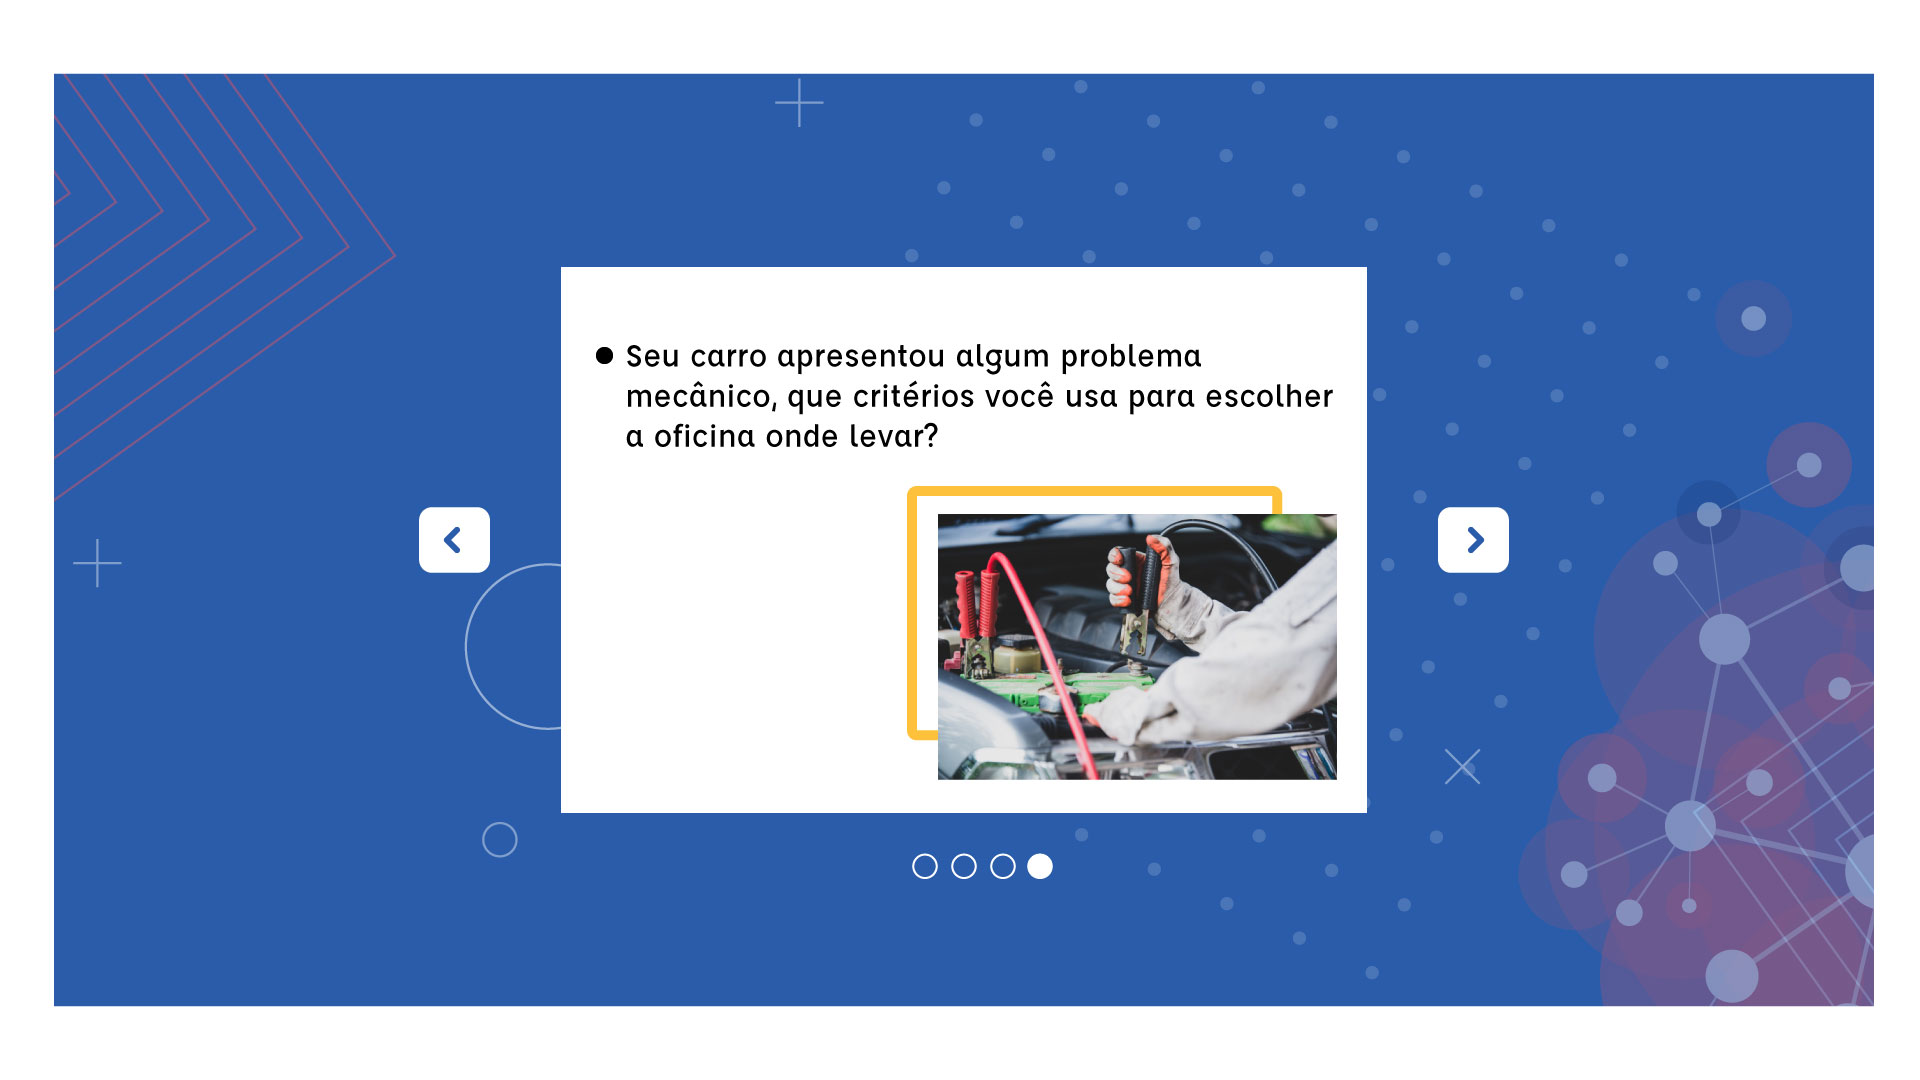 ● Seu carro apresentou algum problema
mecânico, que critérios você usa para escolher
a oficina onde levar?